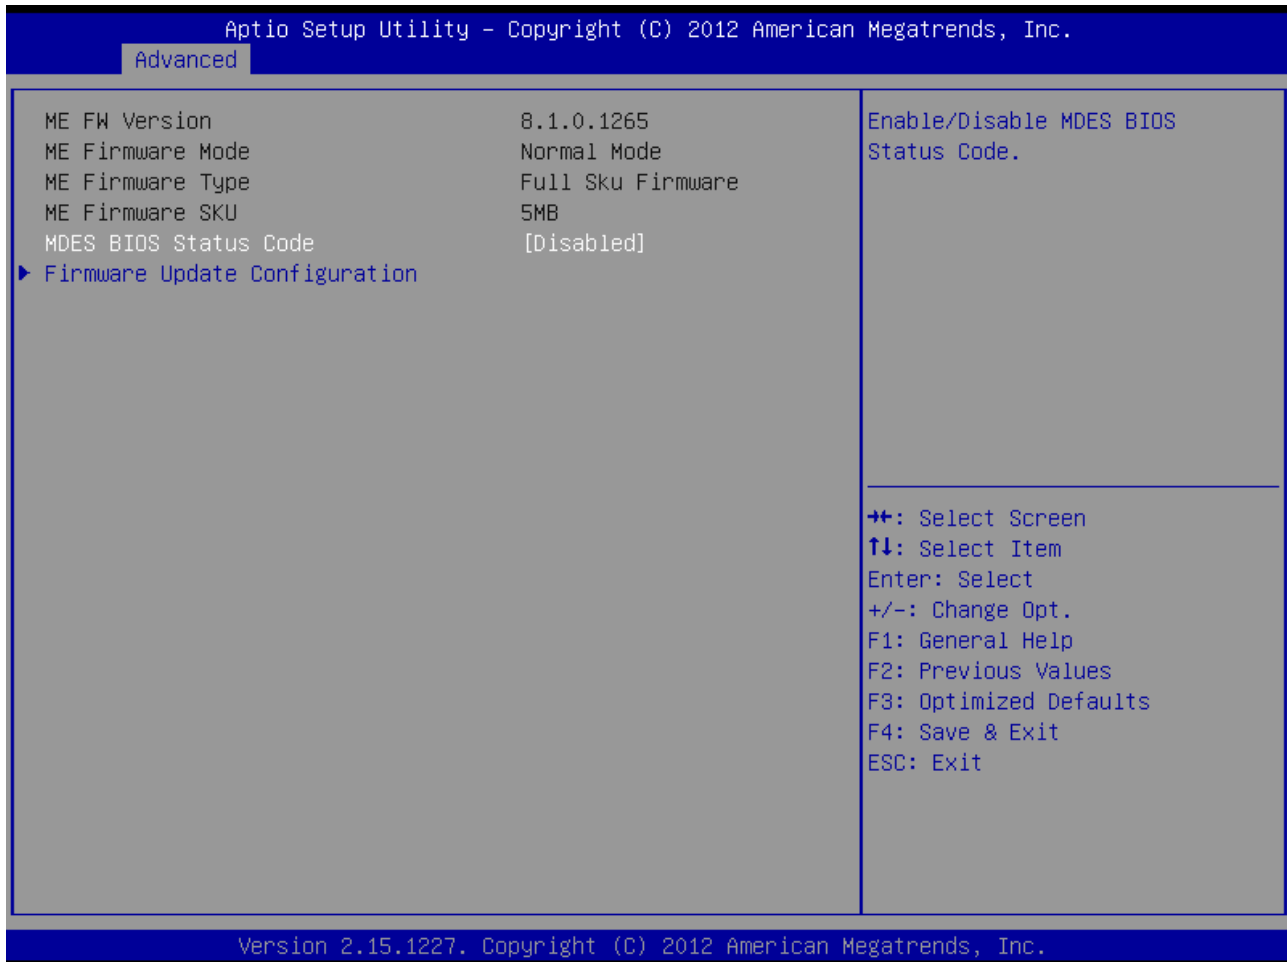 Aptio Setup Utility – Copyright (C) 2012 American Megatrends, Inc.
Advanced
ME FW Version 8.1.0.1265
ME Firmware Mode Normal Mode
ME Firmware Type Full Sku Firmware
ME Firmware SKU 5MB
MDES BIOS Status Code [Disabled]
▶ Firmware Update Configuration
Enable/Disable MDES BIOS
Status Code.
→←: Select Screen
↑↓: Select Item
Enter: Select
+/-: Change Opt.
F1: General Help
F2: Previous Values
F3: Optimized Defaults
F4: Save & Exit
ESC: Exit
Version 2.15.1227. Copyright (C) 2012 American Megatrends, Inc.